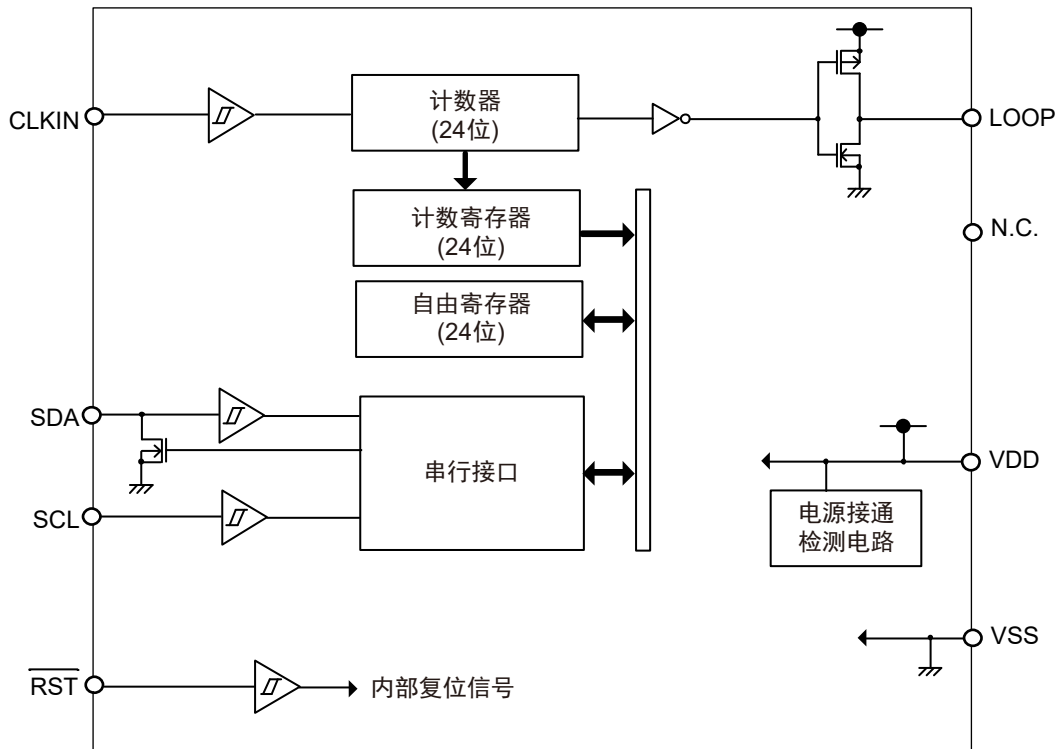 CLKIN
计数器
(24位)
LOOP
计数寄存器
(24位)
N.C.
自由寄存器
(24位)
SDA
串行接口
VDD
SCL
电源接通
检测电路
VSS
RST
内部复位信号